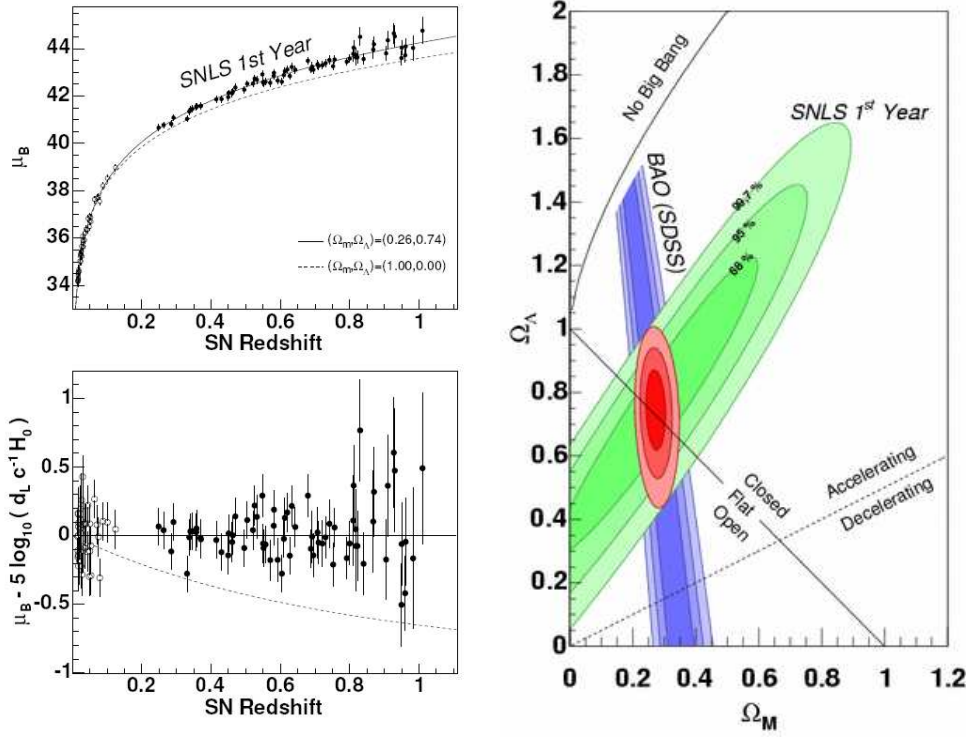 44
42
40
38
36
34
μB
SNLS 1st Year
(Ωm,ΩΛ)=(0.26,0.74)
(Ωm,ΩΛ)=(1.00,0.00)
0.2 0.4 0.6 0.8 1
SN Redshift
1
0.5
0
-0.5
-1
μB - 5 log10 ( dL c-1 H0 )
0.2 0.4 0.6 0.8 1
SN Redshift
2
1.8
1.6
1.4
1.2
1
0.8
0.6
0.4
0.2
0
ΩΛ
No Big Bang
SNLS 1st Year
BAO (SDSS)
99.7 %
95 %
68 %
Closed
Flat
Open
Accelerating
Decelerating
0 0.2 0.4 0.6 0.8 1 1.2
ΩM